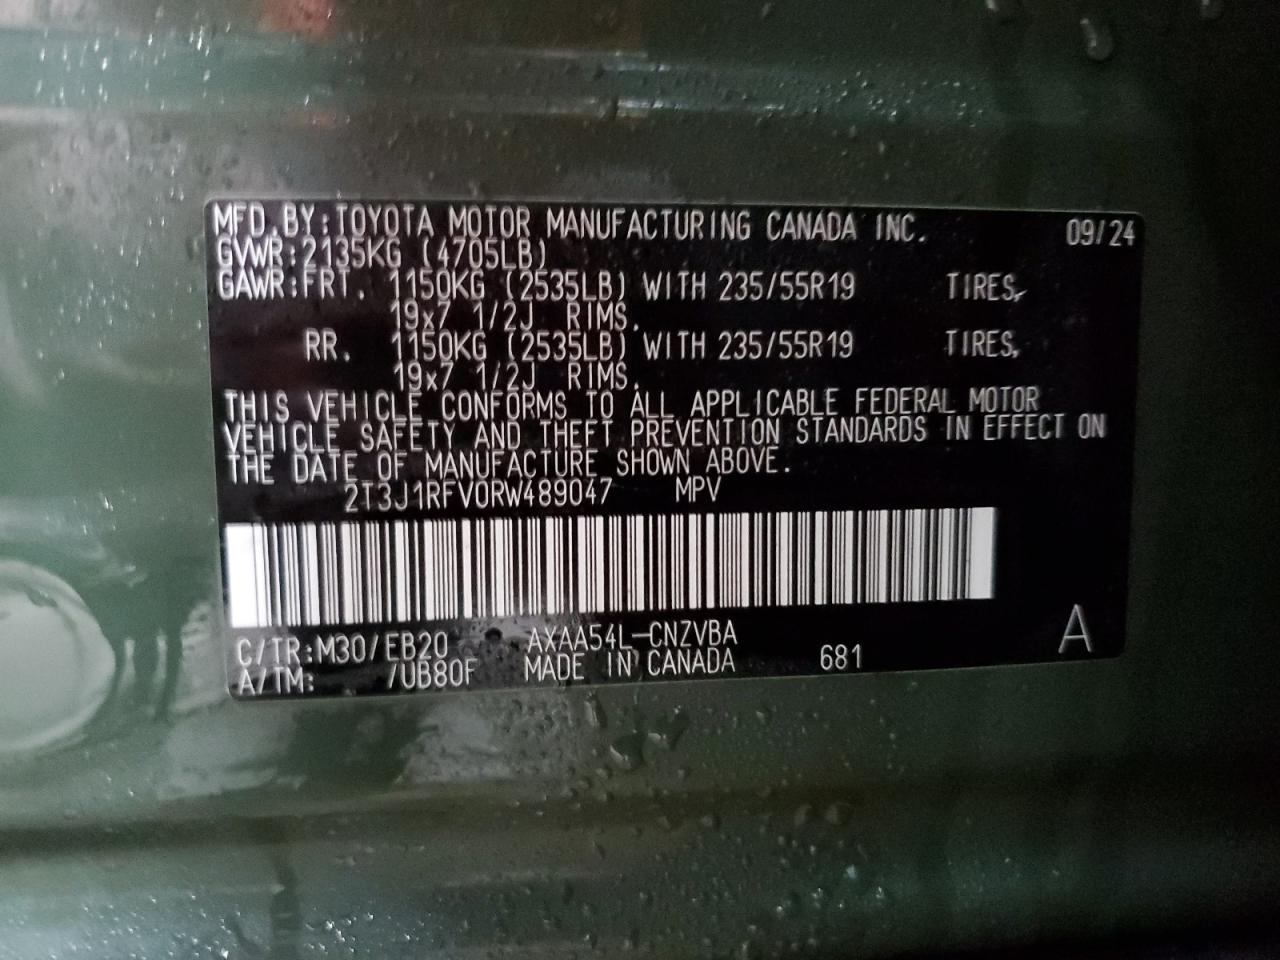 MFD.BY:TOYOTA MOTOR MANUFACTURING CANADA INC. 09/24
GVWR:2135KG (4705LB)
GAWR:FRT. 1150KG (2535LB) WITH 235/55R19 TIRES,
19x7 1/2J RIMS.
RR. 1150KG (2535LB) WITH 235/55R19 TIRES,
19x7 1/2J RIMS.
THIS VEHICLE CONFORMS TO ALL APPLICABLE FEDERAL MOTOR
VEHICLE SAFETY AND THEFT PREVENTION STANDARDS IN EFFECT ON
THE DATE OF MANUFACTURE SHOWN ABOVE.
2T3J1RFV0RW489047 MPV
C/TR:M30/EB20 AXAA54L-CNZVBA
A/TM: /UB80F MADE IN CANADA 681 A